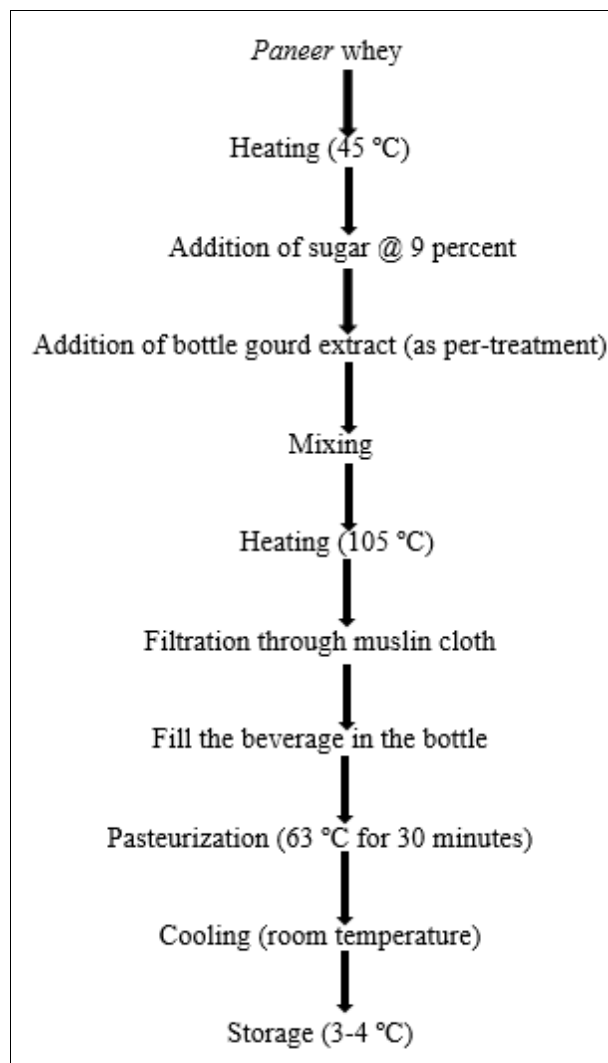 Paneer whey
Heating (45 °C)
Addition of sugar @ 9 percent
Addition of bottle gourd extract (as per-treatment)
Mixing
Heating (105 °C)
Filtration through muslin cloth
Fill the beverage in the bottle
Pasteurization (63 °C for 30 minutes)
Cooling (room temperature)
Storage (3-4 °C)